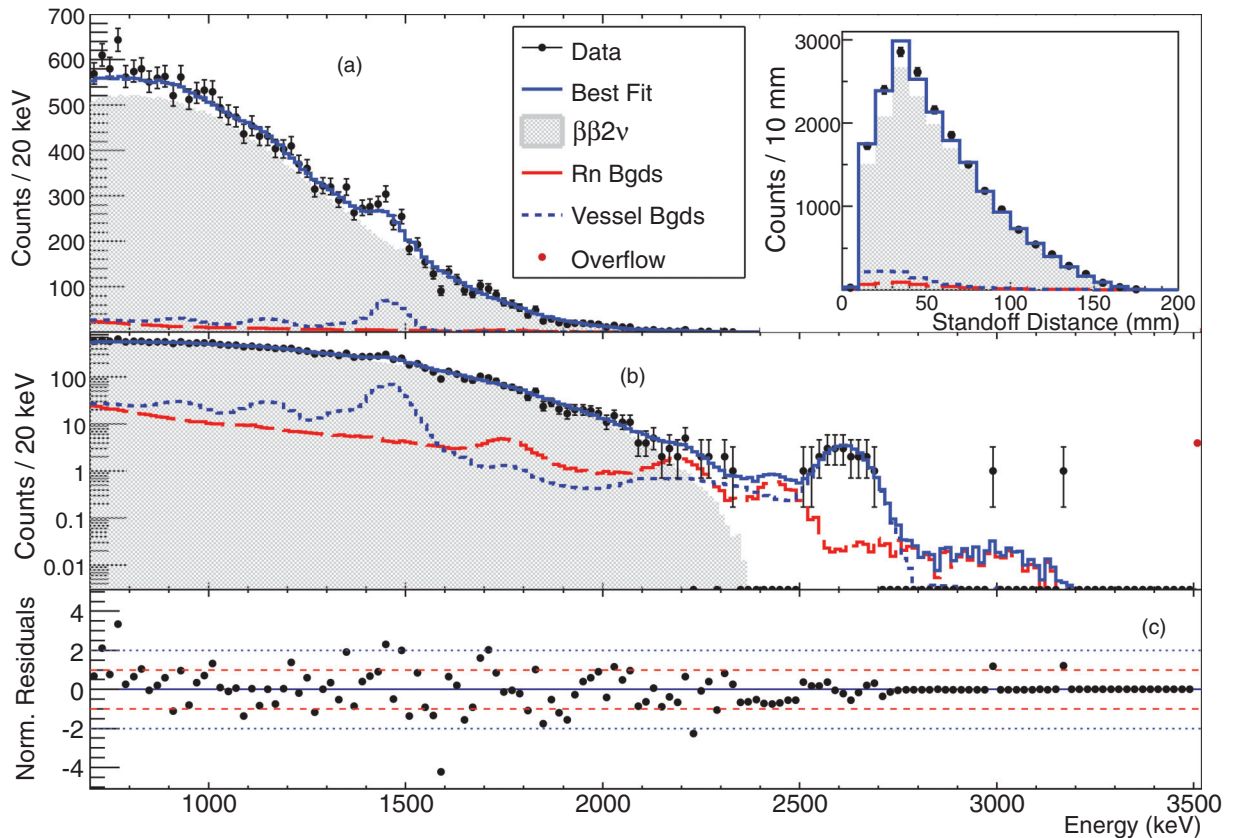 700
600
500
400
300
200
100
Counts / 20 keV
(a)
Data
Best Fit
ββ2ν
Rn Bgds
Vessel Bgds
Overflow
3000
2000
1000
Counts / 10 mm
0
50
100
150
200
Standoff Distance (mm)
100
10
1
0.1
0.01
Counts / 20 keV
(b)
4
2
0
-2
-4
Norm. Residuals
(c)
1000
1500
2000
2500
3000
3500
Energy (keV)